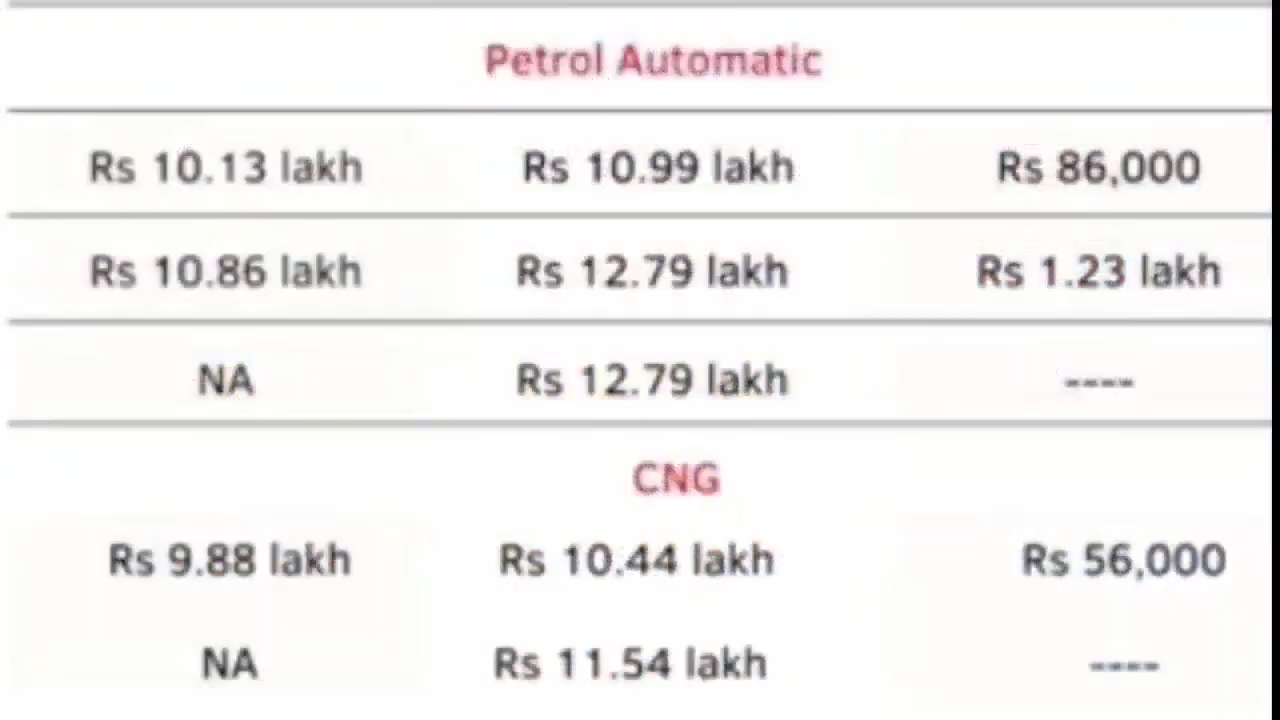 Petrol Automatic
Rs 10.13 lakh Rs 10.99 lakh Rs 86,000
Rs 10.86 lakh Rs 12.79 lakh Rs 1.23 lakh
NA Rs 12.79 lakh ----
CNG
Rs 9.88 lakh Rs 10.44 lakh Rs 56,000
NA Rs 11.54 lakh ----